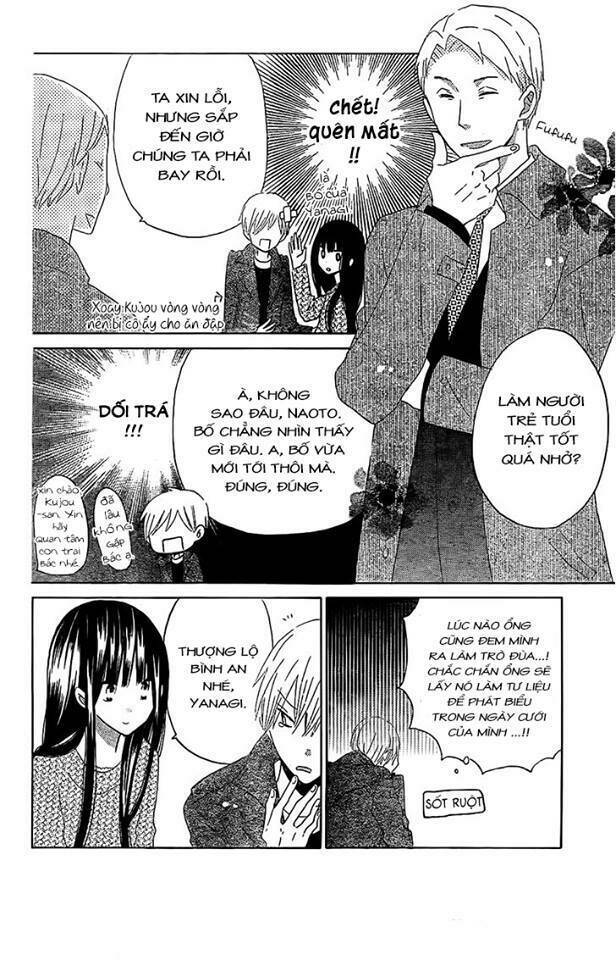 TA XIN LỖI,
NHƯNG SẮP
ĐẾN GIỜ
CHÚNG TA PHẢI
BAY RỒI.
Chết!
quên mất
!!
Fufufu
là
Bố của
Yanagi
Xoay Kujou vòng vòng
nên bị cô ấy cho ăn đập
LÀM NGƯỜI
TRẺ TUỔI
THẬT TỐT
QUÁ NHỞ?
À, KHÔNG
SAO ĐÂU, NAOTO.
BỐ CHẲNG NHÌN THẤY
GÌ ĐÂU. A, BỐ VỪA
MỚI TỚI THÔI MÀ.
ĐÚNG, ĐÚNG.
DỐI TRÁ
!!!
đã
lâu
không
gặp
bác ạ
xin chào
Kujou
-san. Xin
hãy
quan tâm
con trai
bác nhé.
THƯỢNG LỘ
BÌNH AN
NHÉ,
YANAGI.
LÚC NÀO ỔNG
CŨNG ĐEM MÌNH
RA LÀM TRÒ ĐÙA...!
CHẮC CHẮN ỔNG SẼ
LẤY NÓ LÀM TƯ LIỆU
ĐỂ PHÁT BIỂU
TRONG NGÀY CƯỚI
CỦA MÌNH ...!!
SỐT RUỘT